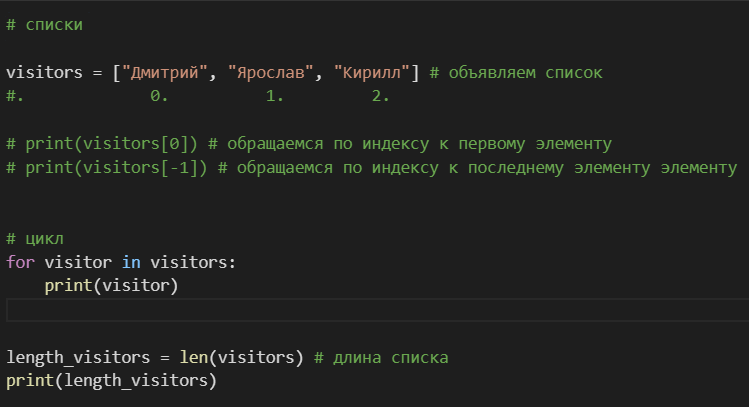 # списки
visitors = ["Дмитрий", "Ярослав", "Кирилл"] # объявляем список
#. 0. 1. 2.
# print(visitors[0]) # обращаемся по индексу к первому элементу
# print(visitors[-1]) # обращаемся по индексу к последнему элементу элементу
# цикл
for visitor in visitors:
    print(visitor)
length_visitors = len(visitors) # длина списка
print(length_visitors)